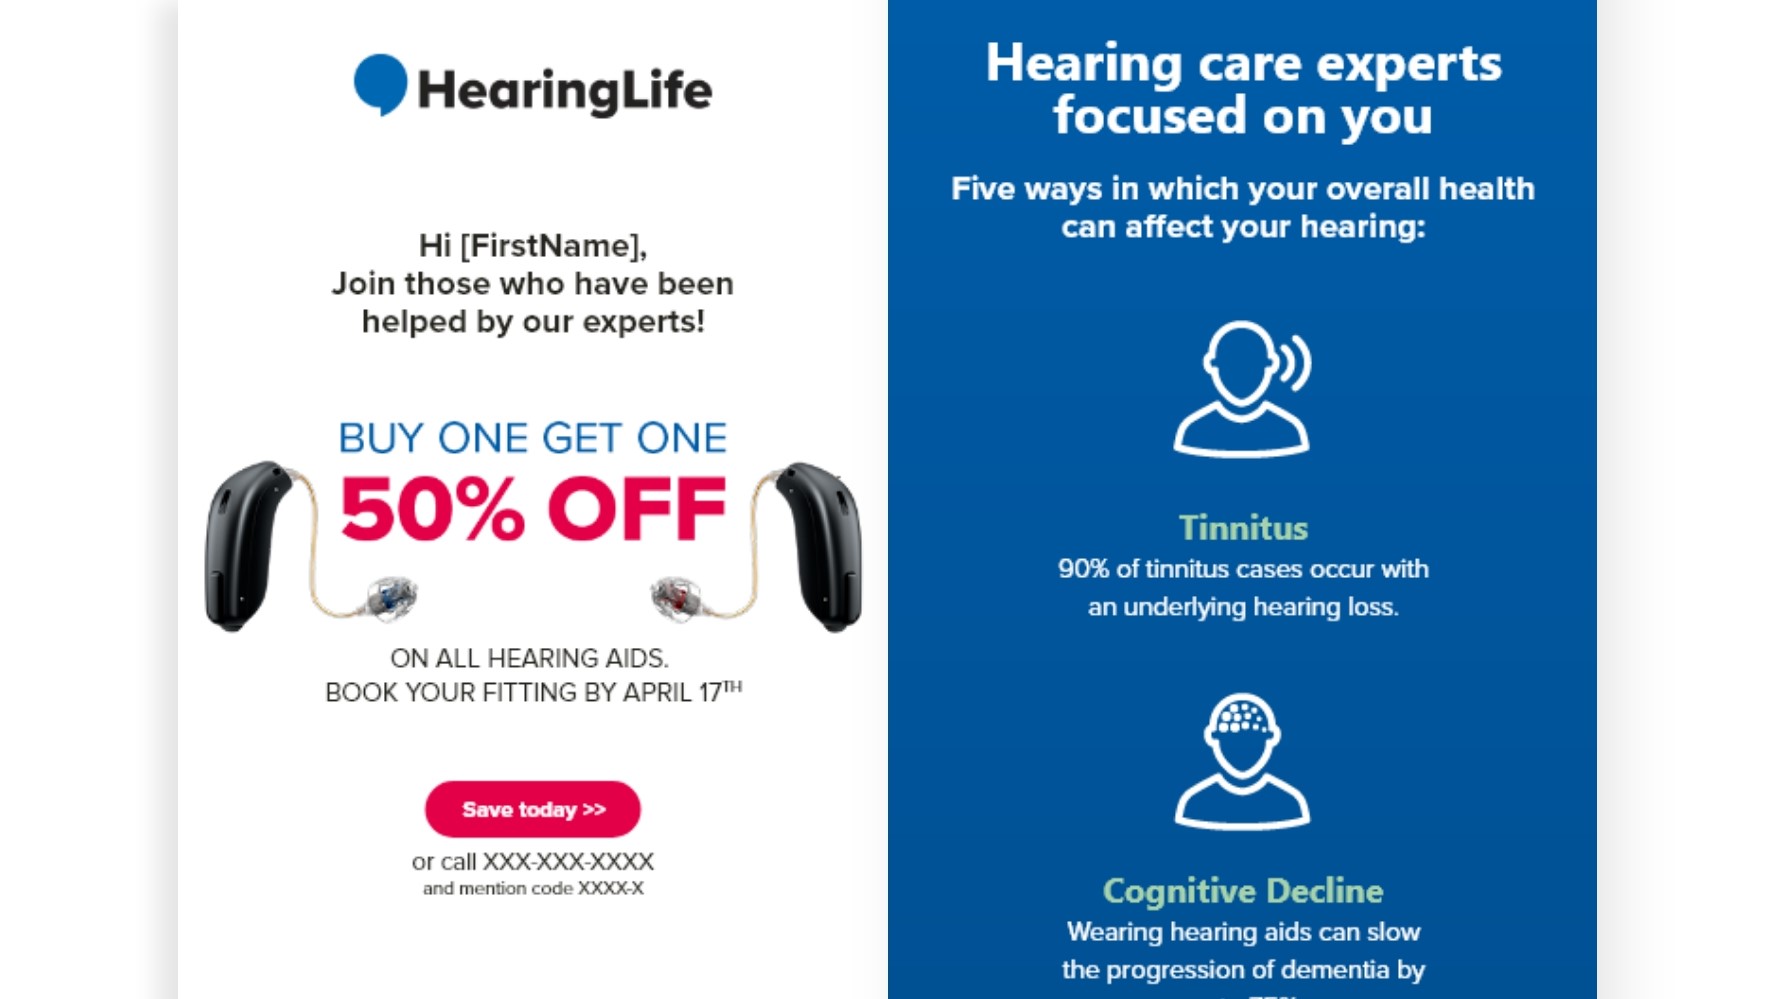 HearingLife
Hi [FirstName],
Join those who have been
helped by our experts!
BUY ONE GET ONE
50% OFF
ON ALL HEARING AIDS.
BOOK YOUR FITTING BY APRIL 17TH
Save today >>
or call XXX-XXX-XXXX
and mention code XXXX-X
Hearing care experts
focused on you
Five ways in which your overall health
can affect your hearing:
Tinnitus
90% of tinnitus cases occur with
an underlying hearing loss.
Cognitive Decline
Wearing hearing aids can slow
the progression of dementia by